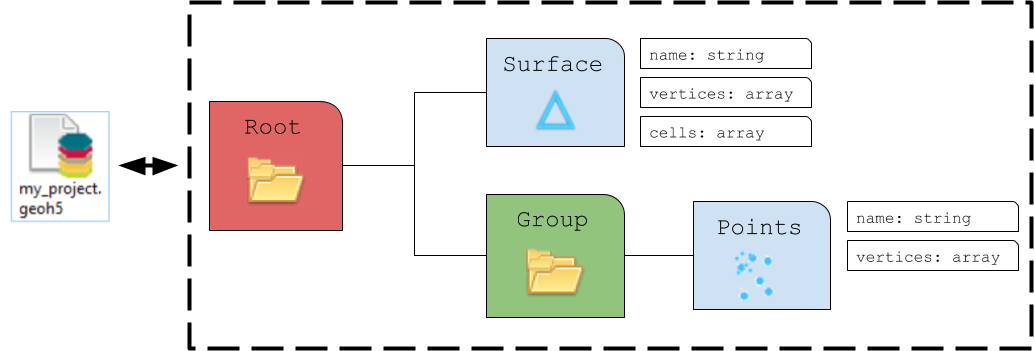 my_project.
geoh5
Root
Surface
name: string
vertices: array
cells: array
Group
Points
name: string
vertices: array